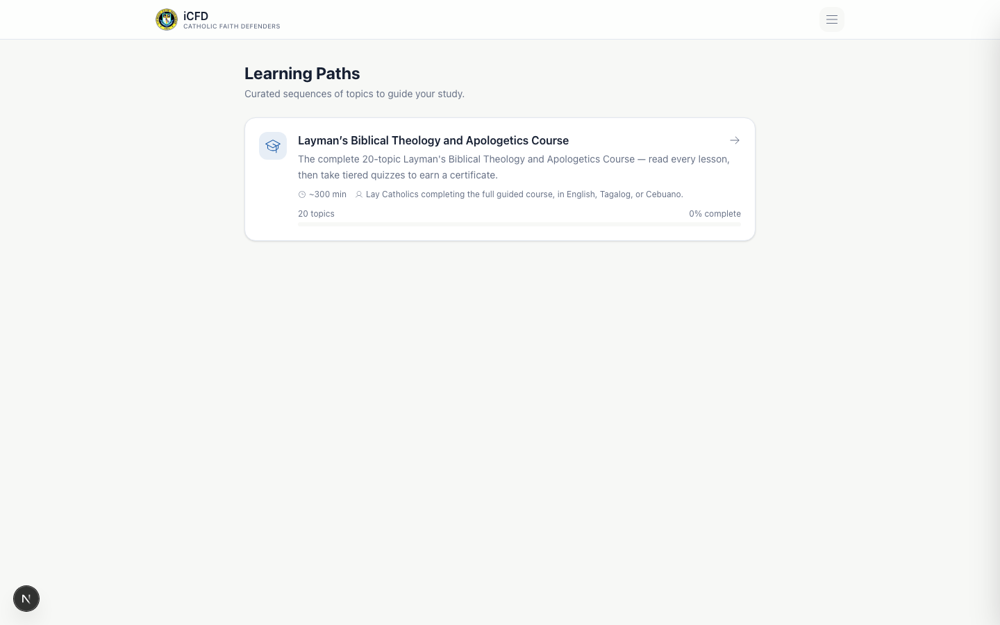 iCFD
CATHOLIC FAITH DEFENDERS
Learning Paths
Curated sequences of topics to guide your study.
Layman’s Biblical Theology and Apologetics Course
The complete 20-topic Layman's Biblical Theology and Apologetics Course — read every lesson,
then take tiered quizzes to earn a certificate.
~300 min Lay Catholics completing the full guided course, in English, Tagalog, or Cebuano.
20 topics 0% complete
N